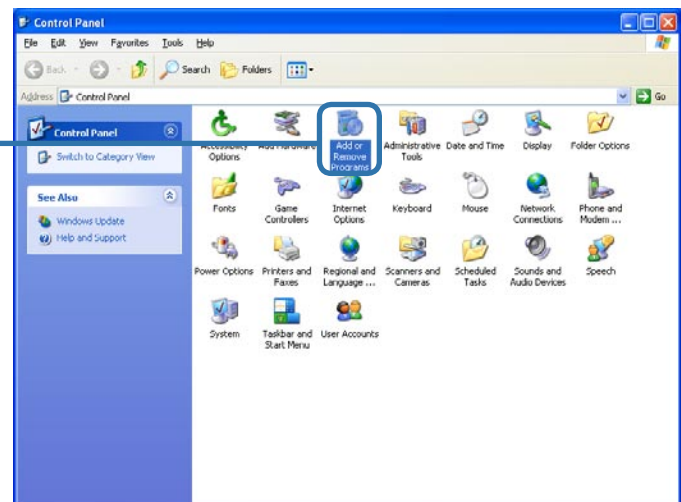 Control Panel
File Edit View Favorites Tools Help
Back Search Folders
Address Control Panel Go
Control Panel
Switch to Category View
See Also
Windows Update
Help and Support
Accessibility Options
Add Hardware
Add or Remove Programs
Administrative Tools
Date and Time
Display
Folder Options
Fonts
Game Controllers
Internet Options
Keyboard
Mouse
Network Connections
Phone and Modem ...
Power Options
Printers and Faxes
Regional and Language ...
Scanners and Cameras
Scheduled Tasks
Sounds and Audio Devices
Speech
System
Taskbar and Start Menu
User Accounts